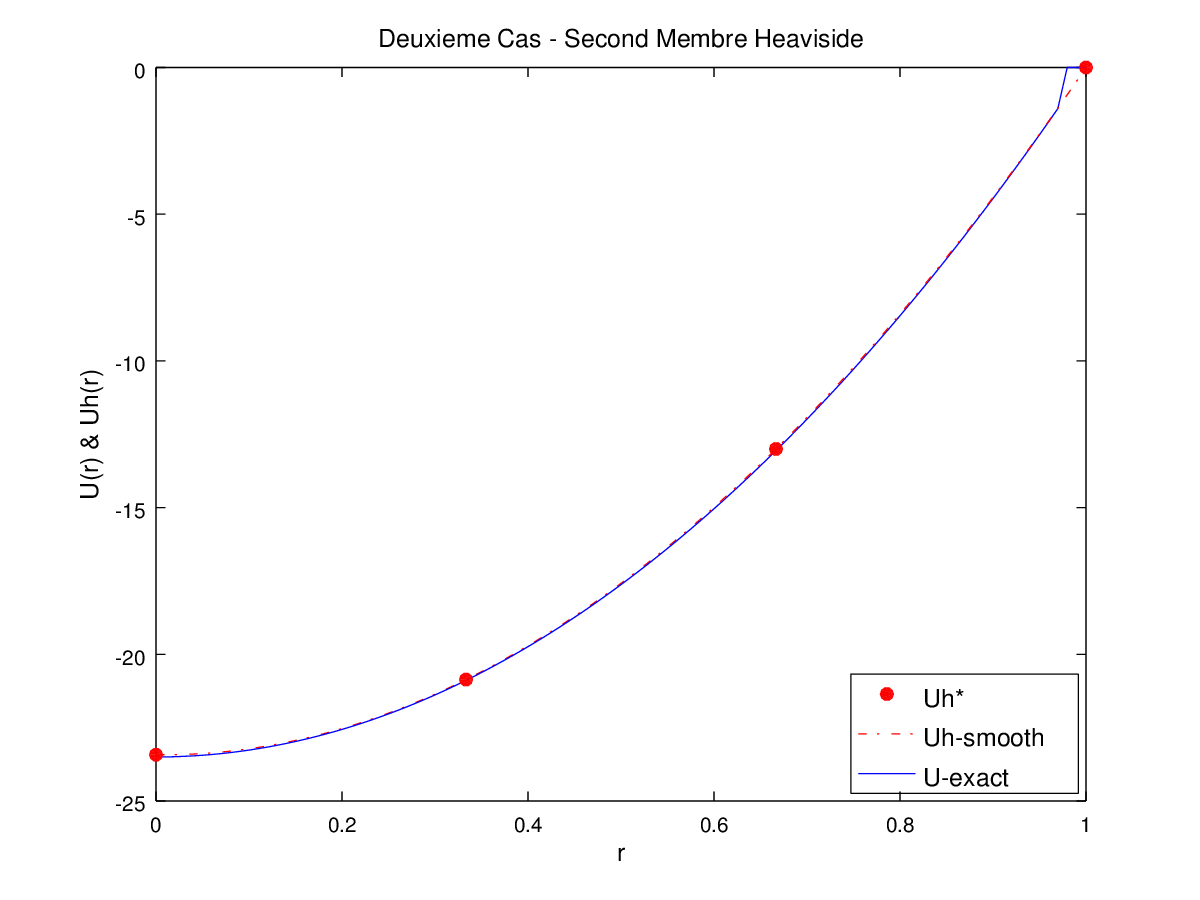 Deuxieme Cas - Second Membre Heaviside
0
-5
-10
-15
-20
-25
U(r) & Uh(r)
Uh*
Uh-smooth
U-exact
0 0.2 0.4 0.6 0.8 1
r